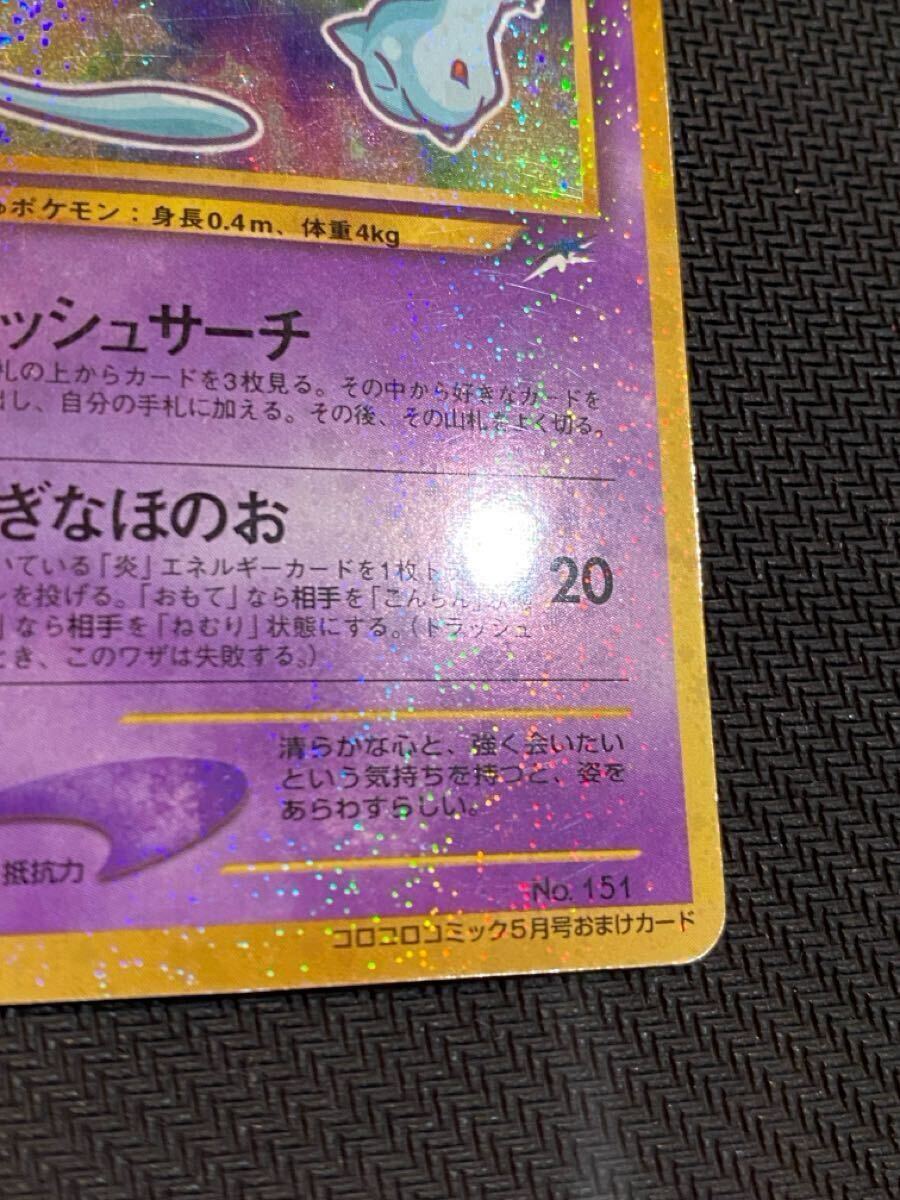 ゅポケモン：身長0.4m、体重4kg
ッシュサーチ
札の上からカードを3枚見る。その中から好きなカードを
出し、自分の手札に加える。その後、その山札をよく切る。
ぎなほのお
いている「炎」エネルギーカードを1枚ト
20
ンを投げる。「おもて」なら相手を「こんらん」状
」なら相手を「ねむり」状態にする。（トラッシュ
とき、このワザは失敗する。）
清らかな心と、強く会いたい
という気持ちを持つと、姿を
あらわすらしい。
抵抗力
No. 151
コロコロコミック5月号おまけカード